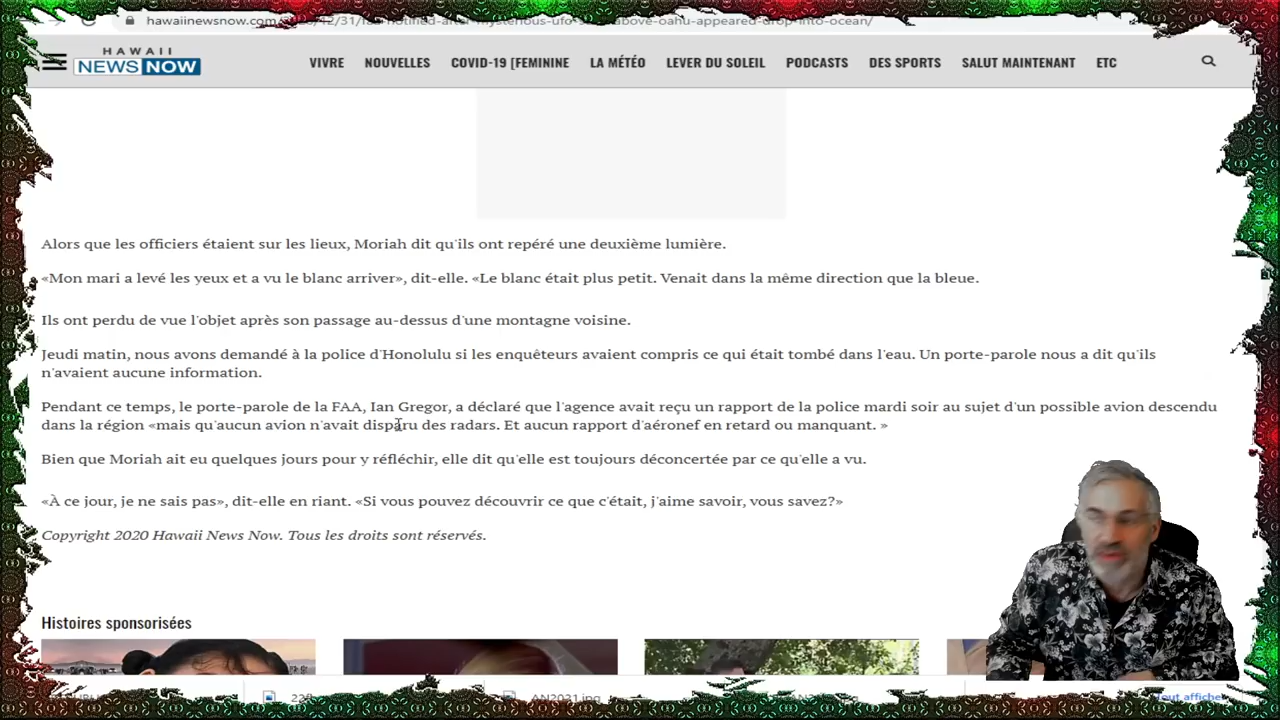 hawaiinewsnow.com
HAWAII
NEWS NOW
VIVRE NOUVELLES COVID-19 [FEMININE LA MÉTÉO LEVER DU SOLEIL PODCASTS DES SPORTS SALUT MAINTENANT ETC
Alors que les officiers étaient sur les lieux, Moriah dit qu'ils ont repéré une deuxième lumière.
«Mon mari a levé les yeux et a vu le blanc arriver», dit-elle. «Le blanc était plus petit. Venait dans la même direction que la bleue.
Ils ont perdu de vue l'objet après son passage au-dessus d'une montagne voisine.
Jeudi matin, nous avons demandé à la police d'Honolulu si les enquêteurs avaient compris ce qui était tombé dans l'eau. Un porte-parole nous a dit qu'ils
n'avaient aucune information.
Pendant ce temps, le porte-parole de la FAA, Ian Gregor, a déclaré que l'agence avait reçu un rapport de la police mardi soir au sujet d'un possible avion descendu
dans la région «mais qu'aucun avion n'avait disparu des radars. Et aucun rapport d'aéronef en retard ou manquant. »
Bien que Moriah ait eu quelques jours pour y réfléchir, elle dit qu'elle est toujours déconcertée par ce qu'elle a vu.
«À ce jour, je ne sais pas», dit-elle en riant. «Si vous pouvez découvrir ce que c'était, j'aime savoir, vous savez?»
Copyright 2020 Hawaii News Now. Tous les droits sont réservés.
Histoires sponsorisées
AN2021.jpg